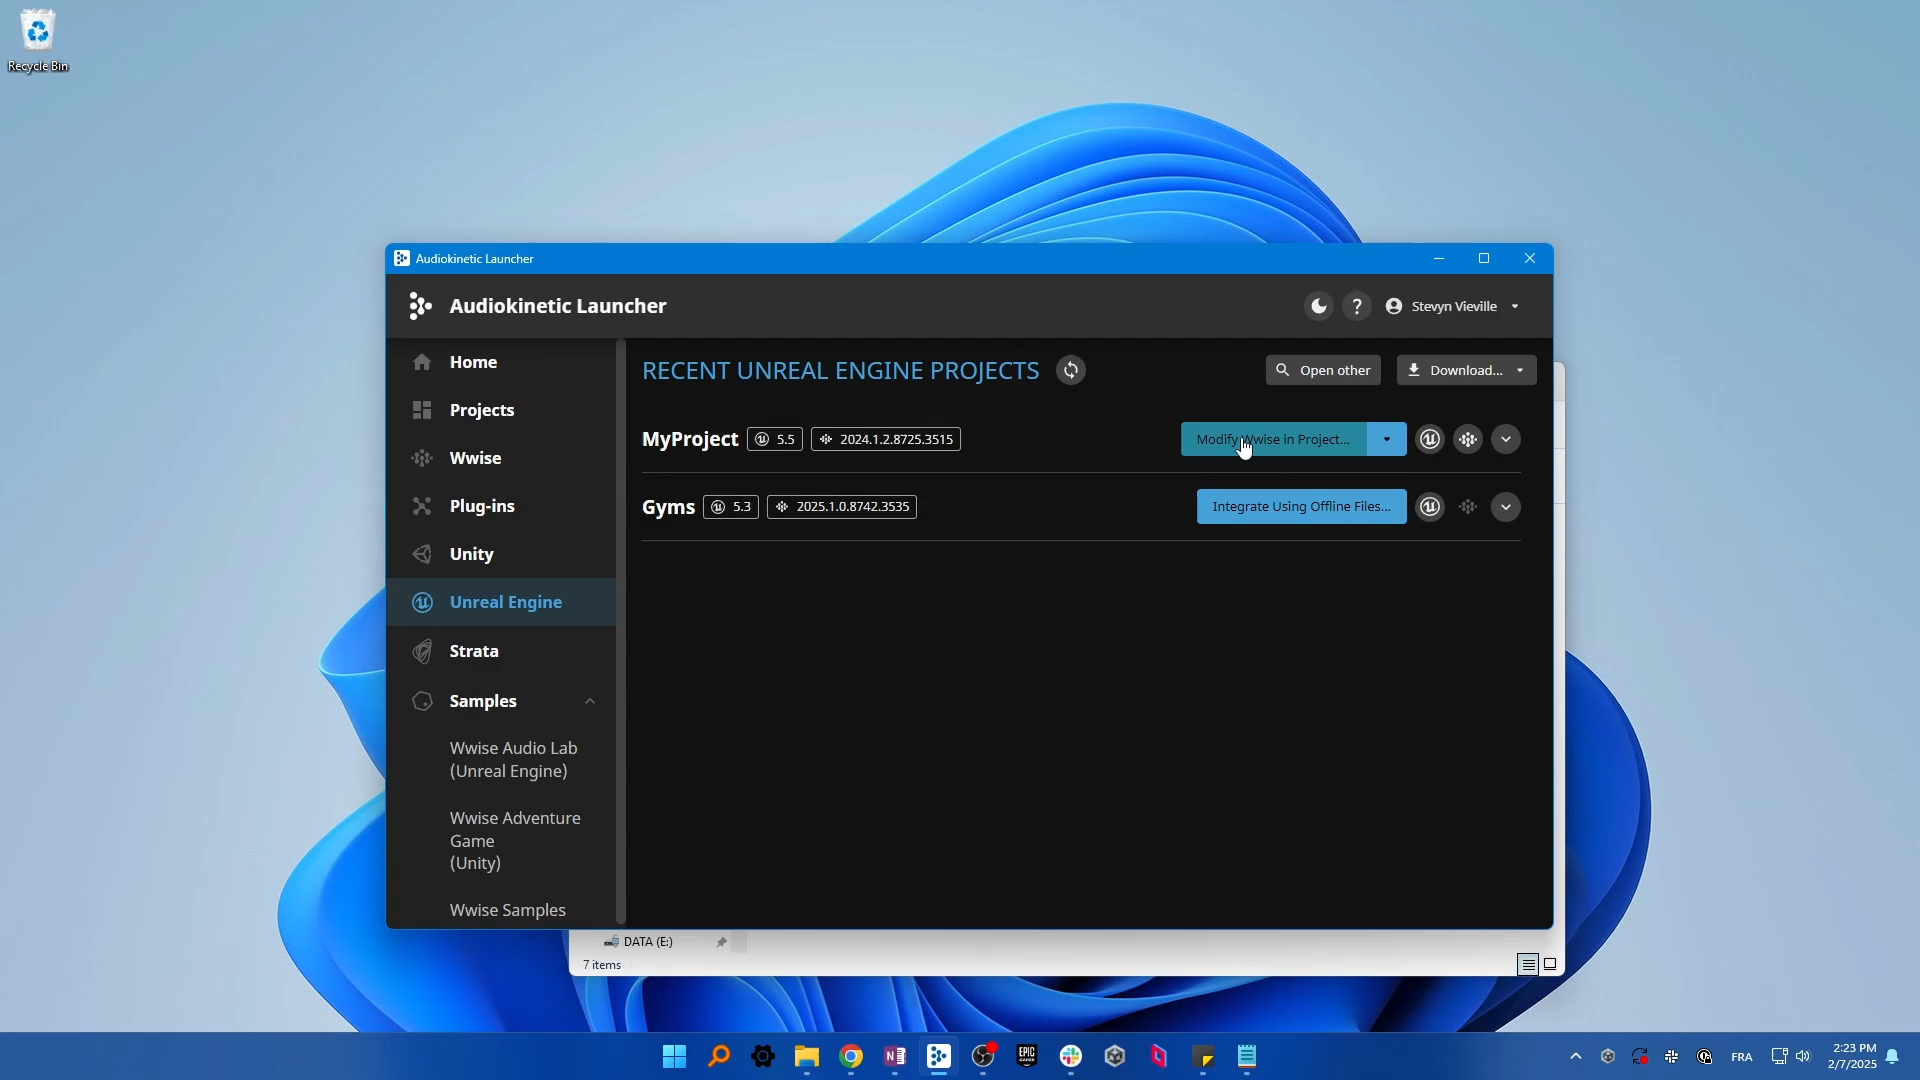 Recycle Bin
Audiokinetic Launcher
Audiokinetic Launcher
? Stevyn Vieville
Home
Projects
Wwise
Plug-ins
Unity
Unreal Engine
Strata
Samples
Wwise Audio Lab
(Unreal Engine)
Wwise Adventure
Game
(Unity)
Wwise Samples
RECENT UNREAL ENGINE PROJECTS
Open other
Download...
MyProject 5.5 2024.1.2.8725.3515
Modify Wwise in Project...
Gyms 5.3 2025.1.0.8742.3535
Integrate Using Offline Files...
DATA (E:)
7 items
EPIC
GAMES
FRA
2:23 PM
2/7/2025